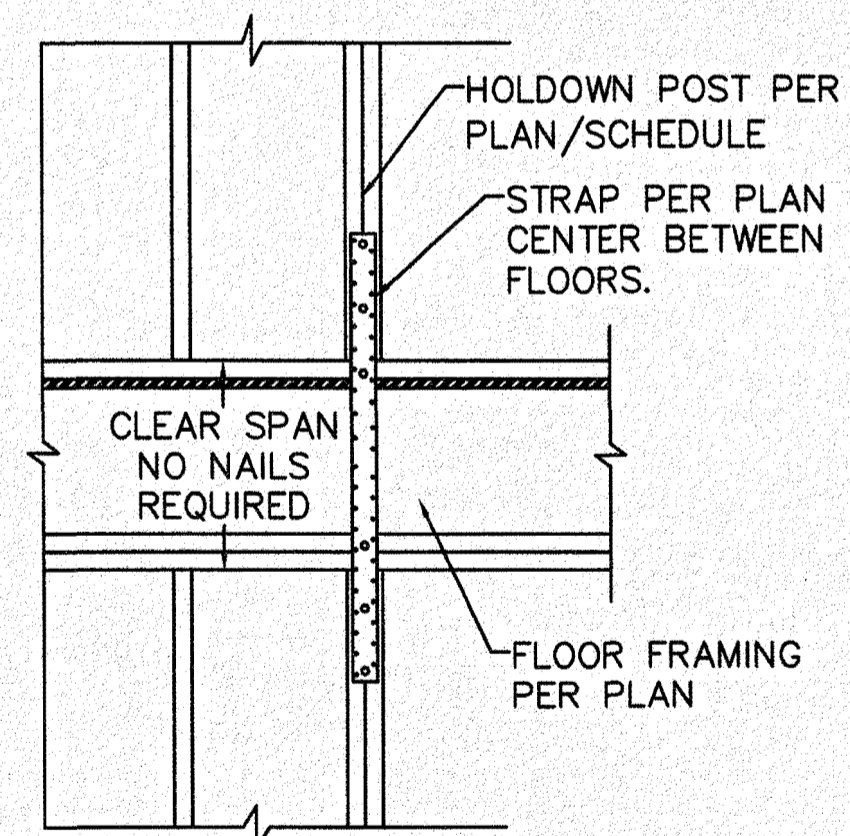 HOLDOWN POST PER
PLAN/SCHEDULE
STRAP PER PLAN
CENTER BETWEEN
FLOORS.
CLEAR SPAN
NO NAILS
REQUIRED
FLOOR FRAMING
PER PLAN